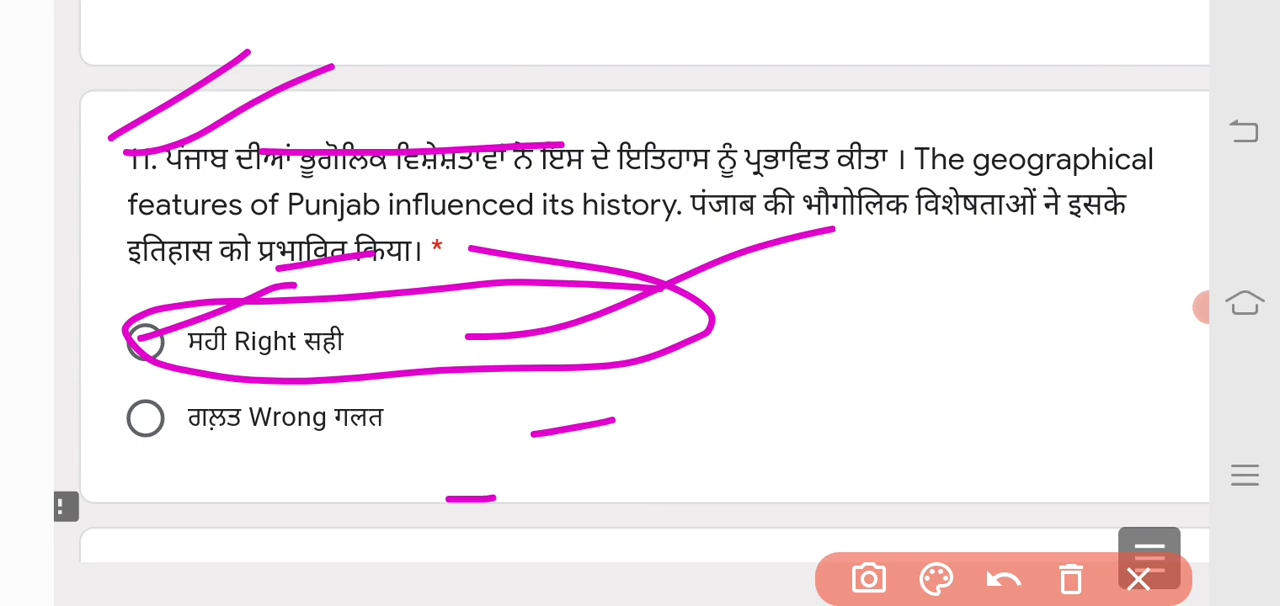 11. ਪੰਜਾਬ ਦੀਆਂ ਭੂਗੋਲਿਕ ਵਿਸ਼ੇਸ਼ਤਾਵਾਂ ਨੇ ਇਸ ਦੇ ਇਤਿਹਾਸ ਨੂੰ ਪ੍ਰਭਾਵਿਤ ਕੀਤਾ । The geographical
features of Punjab influenced its history. पंजाब की भौगोलिक विशेषताओं ने इसके
इतिहास को प्रभावित किया। *
ਸਹੀ Right सही
ਗਲ਼ਤ Wrong गलत